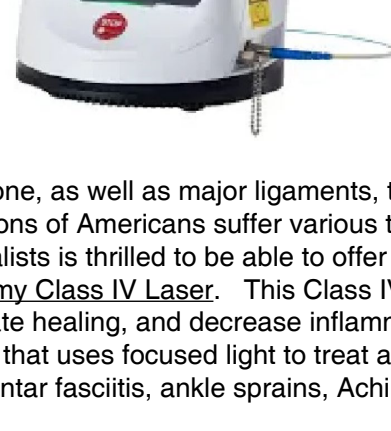 STOP
one, as well as major ligaments,
ons of Americans suffer various
alists is thrilled to be able to offer
my Class IV Laser. This Class IV
te healing, and decrease inflamm
that uses focused light to treat a
ntar fasciitis, ankle sprains, Achi